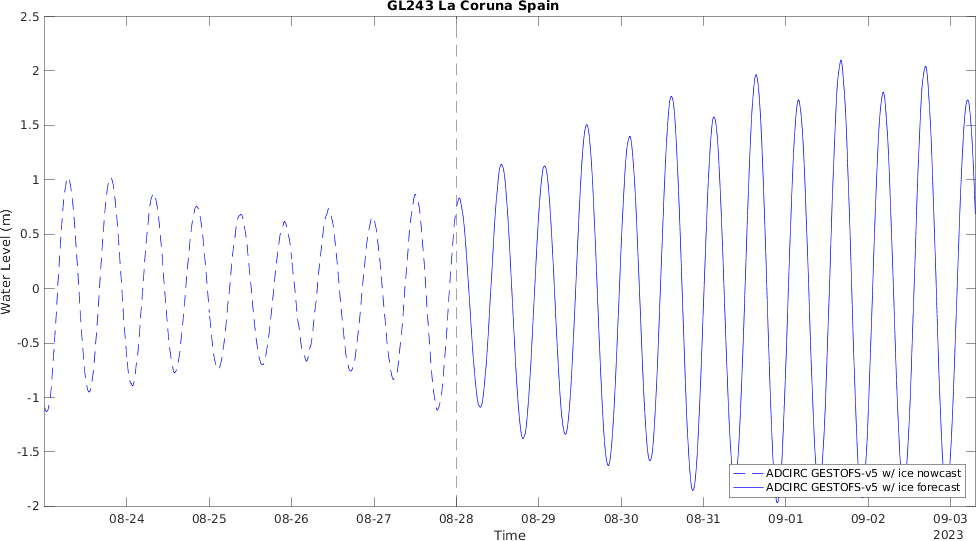 GL243 La Coruna Spain
2.5
2
1.5
1
0.5
0
-0.5
-1
-1.5
-2
Water Level (m)
ADCIRC GESTOFS-v5 w/ ice nowcast
ADCIRC GESTOFS-v5 w/ ice forecast
08-24 08-25 08-26 08-27 08-28 08-29 08-30 08-31 09-01 09-02 09-03
2023
Time